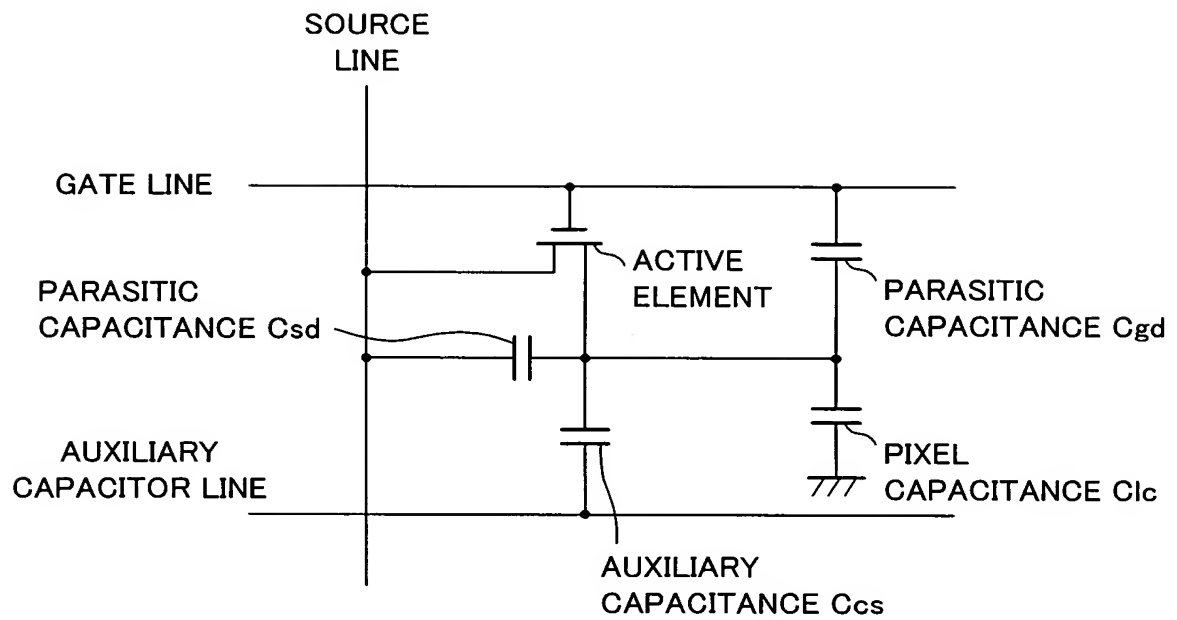 SOURCE
LINE
GATE LINE
ACTIVE
ELEMENT
PARASITIC
CAPACITANCE Csd
PARASITIC
CAPACITANCE Cgd
AUXILIARY
CAPACITOR LINE
PIXEL
CAPACITANCE Clc
AUXILIARY
CAPACITANCE Ccs